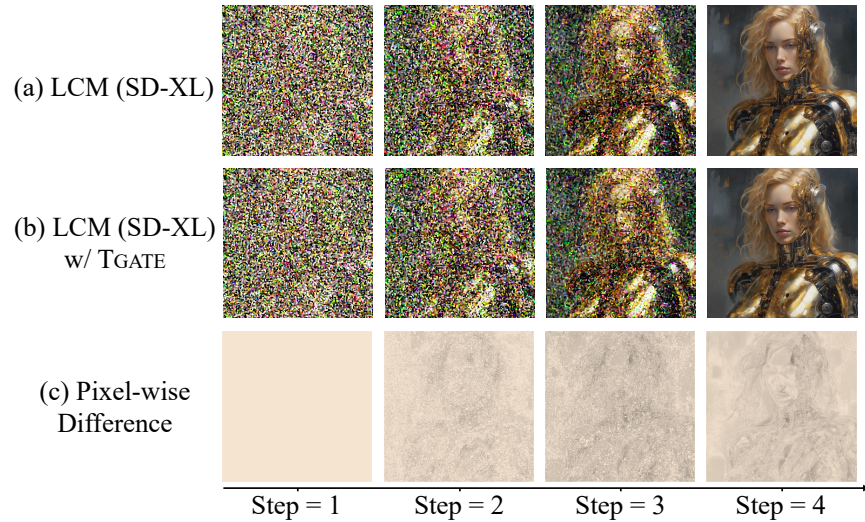 (a) LCM (SD-XL)
(b) LCM (SD-XL)
w/ TGATE
(c) Pixel-wise
Difference
Step = 1
Step = 2
Step = 3
Step = 4